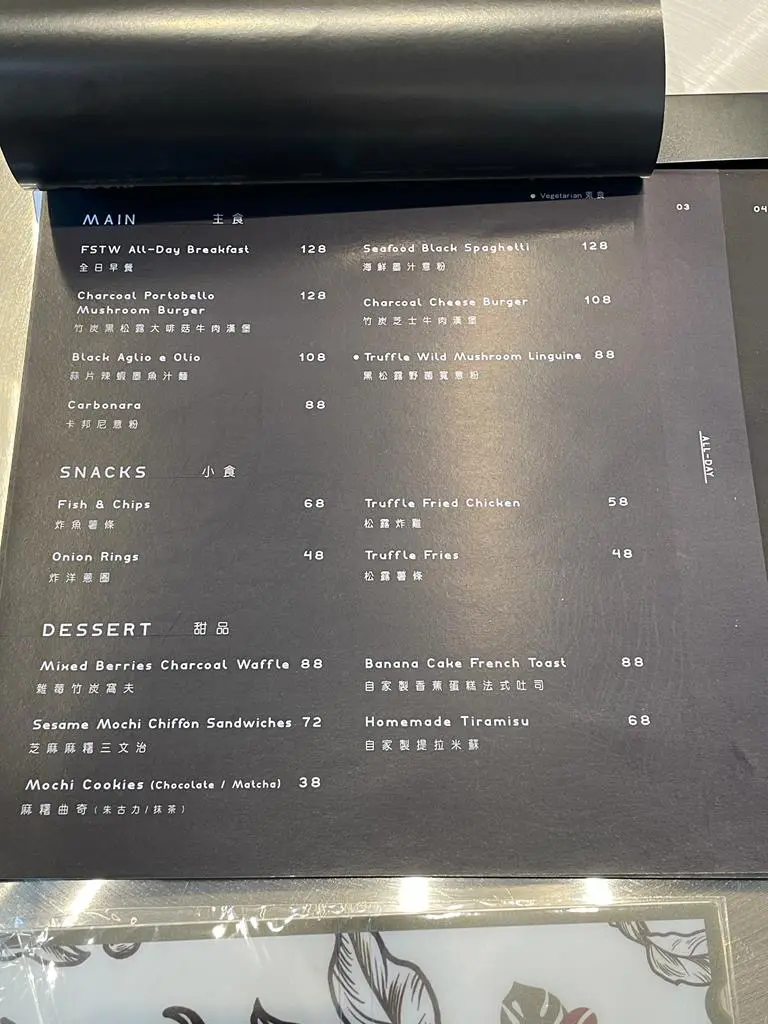 ● Vegetarian 素食
03
04
MAIN 主食
FSTW All-Day Breakfast 128
全日早餐
Charcoal Portobello
Mushroom Burger 128
竹炭黑松露大啡菇牛肉漢堡
Black Aglio e Olio 108
蒜片辣蝦墨魚汁麵
Carbonara 88
卡邦尼意粉
Seafood Black Spaghetti 128
海鮮墨汁意粉
Charcoal Cheese Burger 108
竹炭芝士牛肉漢堡
● Truffle Wild Mushroom Linguine 88
黑松露野菌寬意粉
ALL-DAY
SNACKS 小食
Fish & Chips 68
炸魚薯條
Onion Rings 48
炸洋蔥圈
Truffle Fried Chicken 58
松露炸雞
Truffle Fries 48
松露薯條
DESSERT 甜品
Mixed Berries Charcoal Waffle 88
雜莓竹炭窩夫
Sesame Mochi Chiffon Sandwiches 72
芝麻麻糬三文治
Mochi Cookies (Chocolate / Matcha) 38
麻糬曲奇 (朱古力/抹茶)
Banana Cake French Toast 88
自家製香蕉蛋糕法式吐司
Homemade Tiramisu 68
自家製提拉米蘇